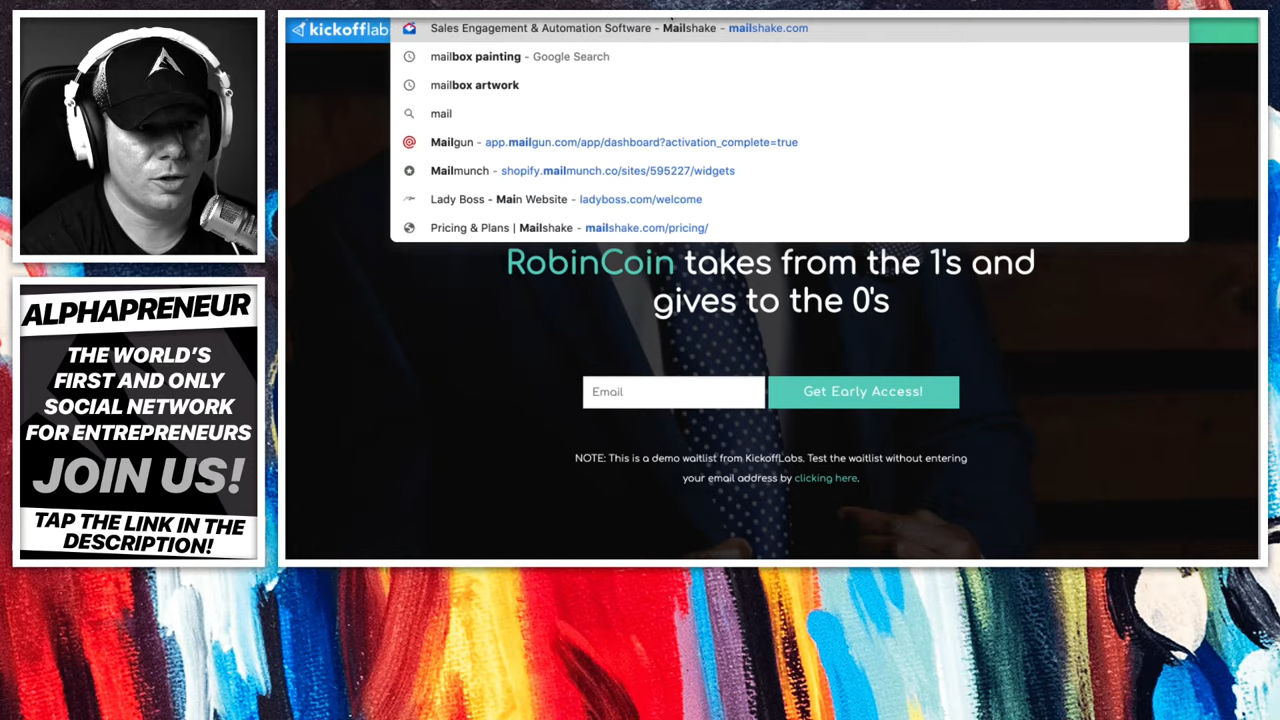 kickofflab
Sales Engagement & Automation Software - Mailshake - mailshake.com
mailbox painting - Google Search
mailbox artwork
mail
Mailgun - app.mailgun.com/app/dashboard?activation_complete=true
Mailmunch - shopify.mailmunch.co/sites/595227/widgets
Lady Boss - Main Website - ladyboss.com/welcome
Pricing & Plans | Mailshake - mailshake.com/pricing/
RobinCoin takes from the 1's and
gives to the 0's
Email
Get Early Access!
NOTE: This is a demo waitlist from KickoffLabs. Test the waitlist without entering
your email address by clicking here.
ALPHAPRENEUR
THE WORLD'S
FIRST AND ONLY
SOCIAL NETWORK
FOR ENTREPRENEURS
JOIN US!
TAP THE LINK IN THE
DESCRIPTION!